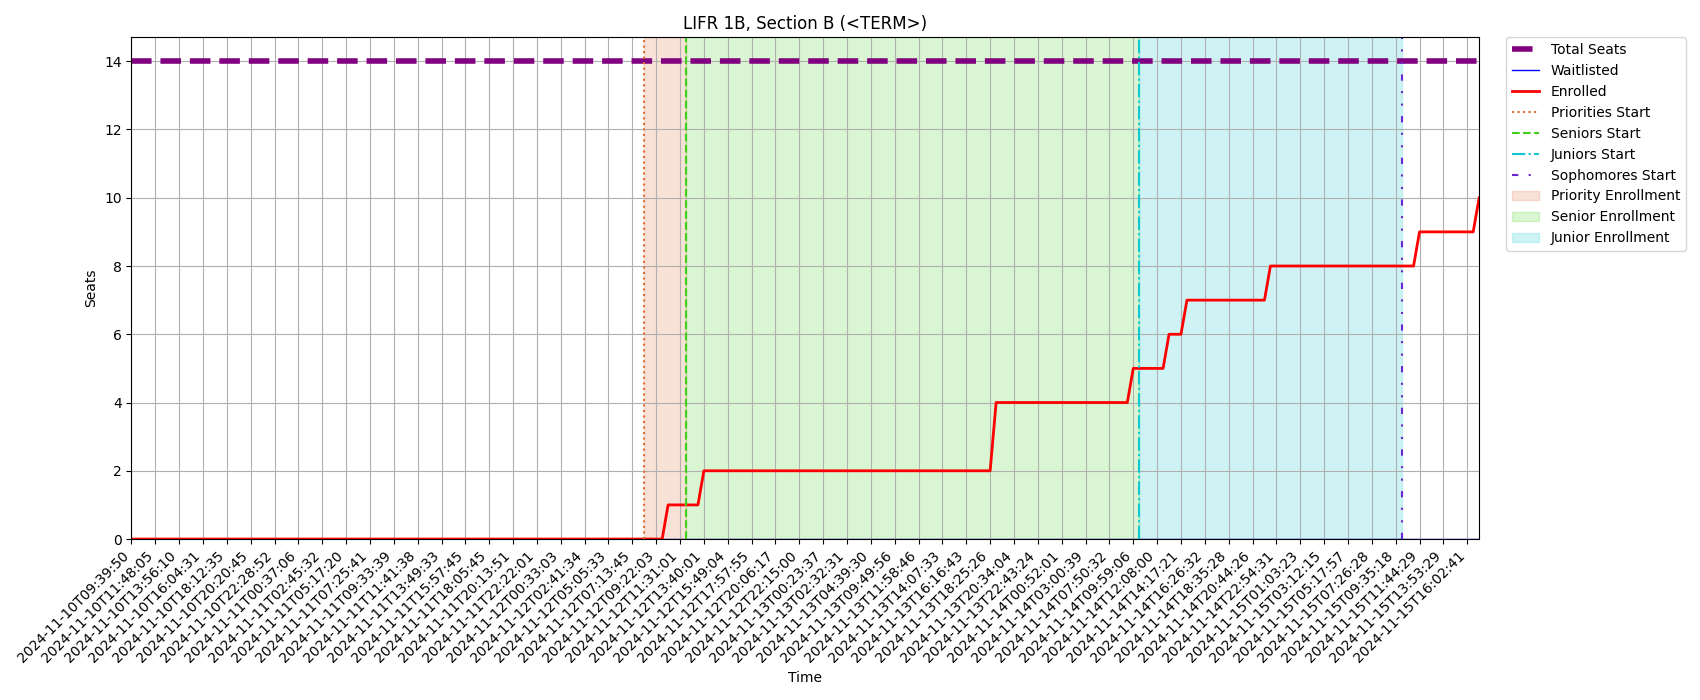 LIFR 1B, Section B (<TERM>)
Seats
14
12
10
8
6
4
2
0
2024-11-10T09:39:50
2024-11-10T11:48:05
2024-11-10T13:56:10
2024-11-10T16:04:31
2024-11-10T18:12:35
2024-11-10T20:20:45
2024-11-10T22:28:52
2024-11-11T00:37:06
2024-11-11T02:45:32
2024-11-11T05:17:20
2024-11-11T07:25:41
2024-11-11T09:33:39
2024-11-11T11:41:38
2024-11-11T13:49:33
2024-11-11T15:57:45
2024-11-11T18:05:45
2024-11-11T20:13:51
2024-11-11T22:22:01
2024-11-12T00:33:03
2024-11-12T02:41:34
2024-11-12T05:05:33
2024-11-12T07:13:45
2024-11-12T09:22:03
2024-11-12T11:31:01
2024-11-12T13:40:01
2024-11-12T15:49:04
2024-11-12T17:57:55
2024-11-12T20:06:17
2024-11-12T22:15:00
2024-11-13T00:23:37
2024-11-13T02:32:31
2024-11-13T04:39:30
2024-11-13T09:49:56
2024-11-13T11:58:46
2024-11-13T14:07:33
2024-11-13T16:16:43
2024-11-13T18:25:26
2024-11-13T20:34:04
2024-11-13T22:43:24
2024-11-14T00:52:01
2024-11-14T03:00:39
2024-11-14T07:50:32
2024-11-14T09:59:06
2024-11-14T12:08:00
2024-11-14T14:17:21
2024-11-14T16:26:32
2024-11-14T18:35:28
2024-11-14T20:44:26
2024-11-14T22:54:31
2024-11-15T01:03:23
2024-11-15T03:12:15
2024-11-15T05:17:57
2024-11-15T07:26:28
2024-11-15T09:35:18
2024-11-15T11:44:29
2024-11-15T13:53:29
2024-11-15T16:02:41
Time
Total Seats
Waitlisted
Enrolled
Priorities Start
Seniors Start
Juniors Start
Sophomores Start
Priority Enrollment
Senior Enrollment
Junior Enrollment